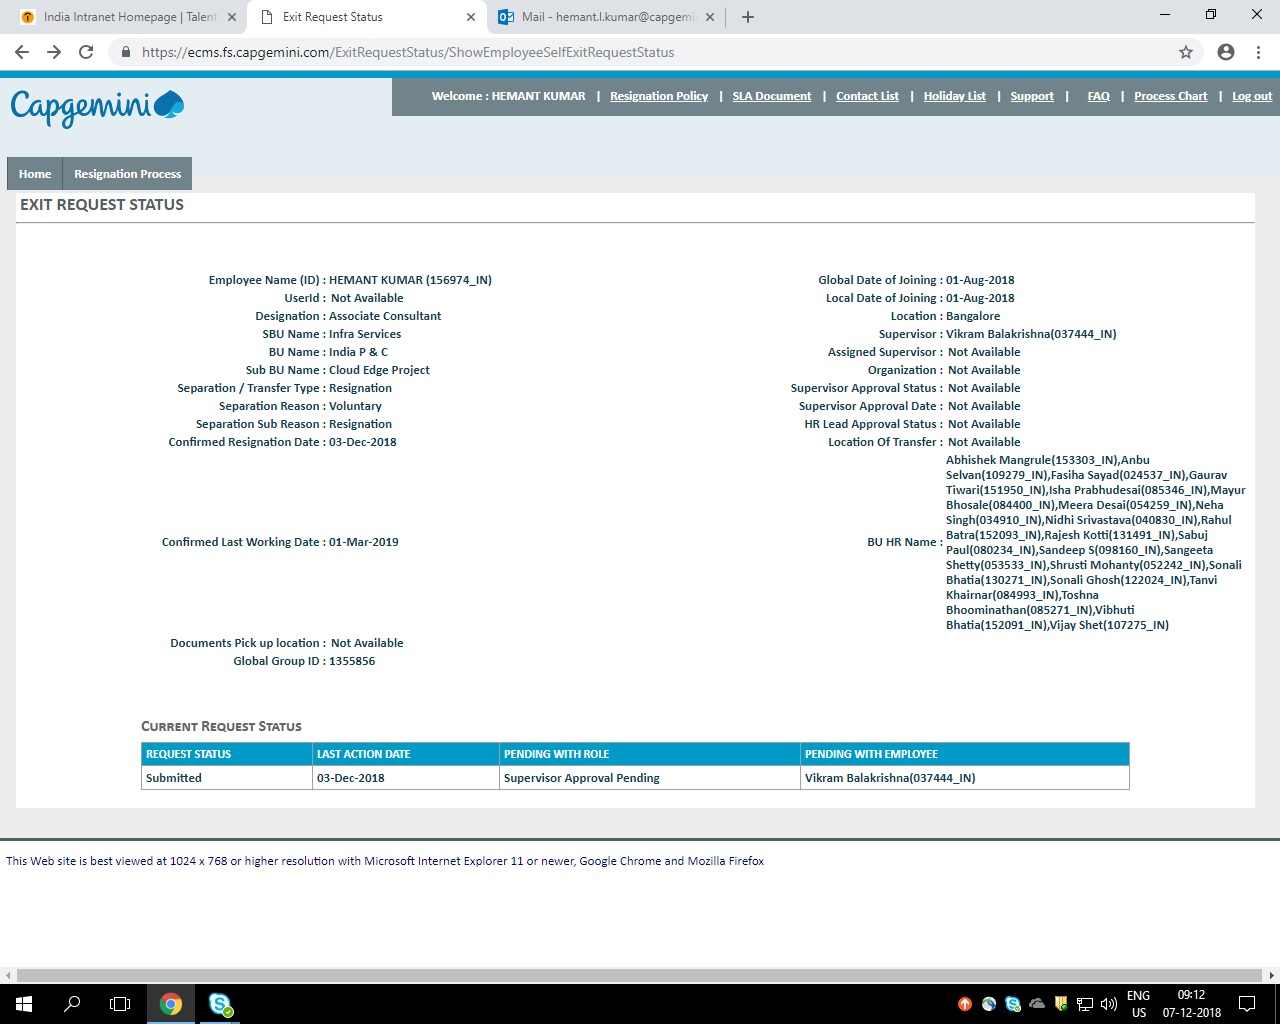 India Intranet Homepage | Talent
Exit Request Status
Mail - hemant.l.kumar@capgemini
https://ecms.fs.capgemini.com/ExitRequestStatus/ShowEmployeeSelfExitRequestStatus
Capgemini
Welcome : HEMANT KUMAR | Resignation Policy | SLA Document | Contact List | Holiday List | Support | FAQ | Process Chart | Log out
Home Resignation Process
EXIT REQUEST STATUS
Employee Name (ID) : HEMANT KUMAR (156974_IN)
UserId : Not Available
Designation : Associate Consultant
SBU Name : Infra Services
BU Name : India P & C
Sub BU Name : Cloud Edge Project
Separation / Transfer Type : Resignation
Separation Reason : Voluntary
Separation Sub Reason : Resignation
Confirmed Resignation Date : 03-Dec-2018
Confirmed Last Working Date : 01-Mar-2019
Documents Pick up location : Not Available
Global Group ID : 1355856
Global Date of Joining : 01-Aug-2018
Local Date of Joining : 01-Aug-2018
Location : Bangalore
Supervisor : Vikram Balakrishna(037444_IN)
Assigned Supervisor : Not Available
Organization : Not Available
Supervisor Approval Status : Not Available
Supervisor Approval Date : Not Available
HR Lead Approval Status : Not Available
Location Of Transfer : Not Available
BU HR Name :
Abhishek Mangrule(153303_IN),Anbu
Selvan(109279_IN),Fasiha Sayad(024537_IN),Gaurav
Tiwari(151950_IN),Isha Prabhudesai(085346_IN),Mayur
Bhosale(084400_IN),Meera Desai(054259_IN),Neha
Singh(034910_IN),Nidhi Srivastava(040830_IN),Rahul
Batra(152093_IN),Rajesh Kotti(131491_IN),Sabuj
Paul(080234_IN),Sandeep S(098160_IN),Sangeeta
Shetty(053533_IN),Shrusti Mohanty(052242_IN),Sonali
Bhatia(130271_IN),Sonali Ghosh(122024_IN),Tanvi
Khairnar(084993_IN),Toshna
Bhoominathan(085271_IN),Vibhuti
Bhatia(152091_IN),Vijay Shet(107275_IN)
CURRENT REQUEST STATUS
REQUEST STATUS LAST ACTION DATE PENDING WITH ROLE PENDING WITH EMPLOYEE
Submitted 03-Dec-2018 Supervisor Approval Pending Vikram Balakrishna(037444_IN)
This Web site is best viewed at 1024 x 768 or higher resolution with Microsoft Internet Explorer 11 or newer, Google Chrome and Mozilla Firefox
ENG 09:12
US 07-12-2018